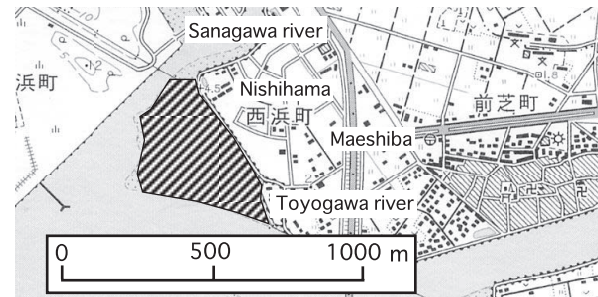 Sanagawa river
浜町
Nishihama
西浜町
前芝町
Maeshiba
Toyogawa river
0 500 1000 m